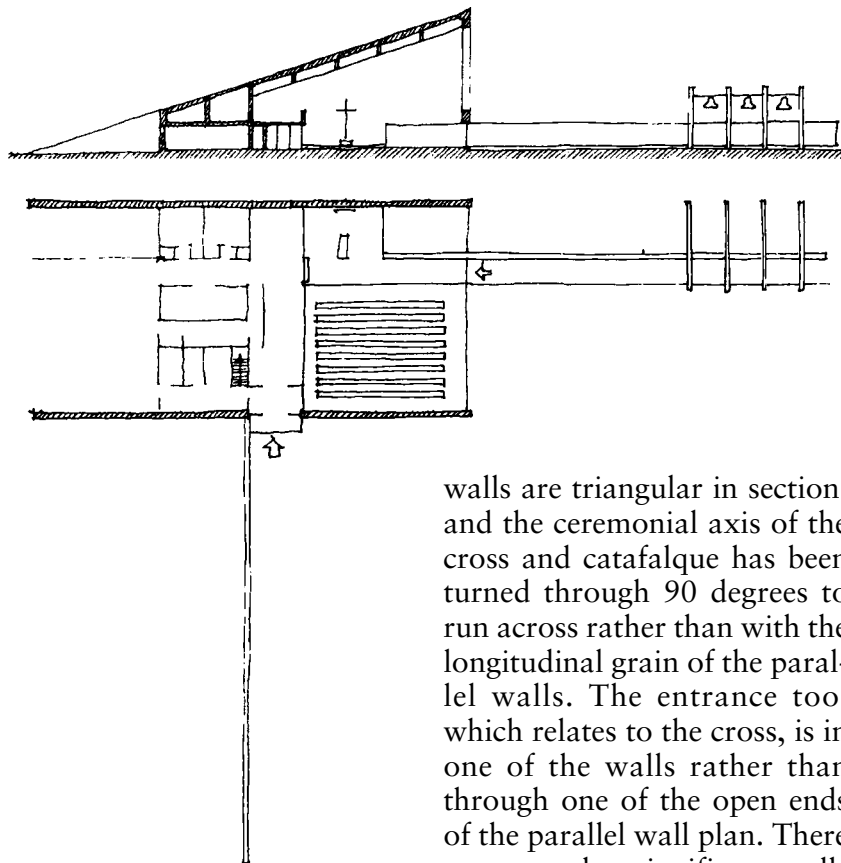 walls are triangular in section
and the ceremonial axis of the
cross and catafalque has been
turned through 90 degrees to
run across rather than with the
longitudinal grain of the paral-
lel walls. The entrance too
which relates to the cross, is in
one of the walls rather than
through one of the open ends
of the parallel wall plan. There